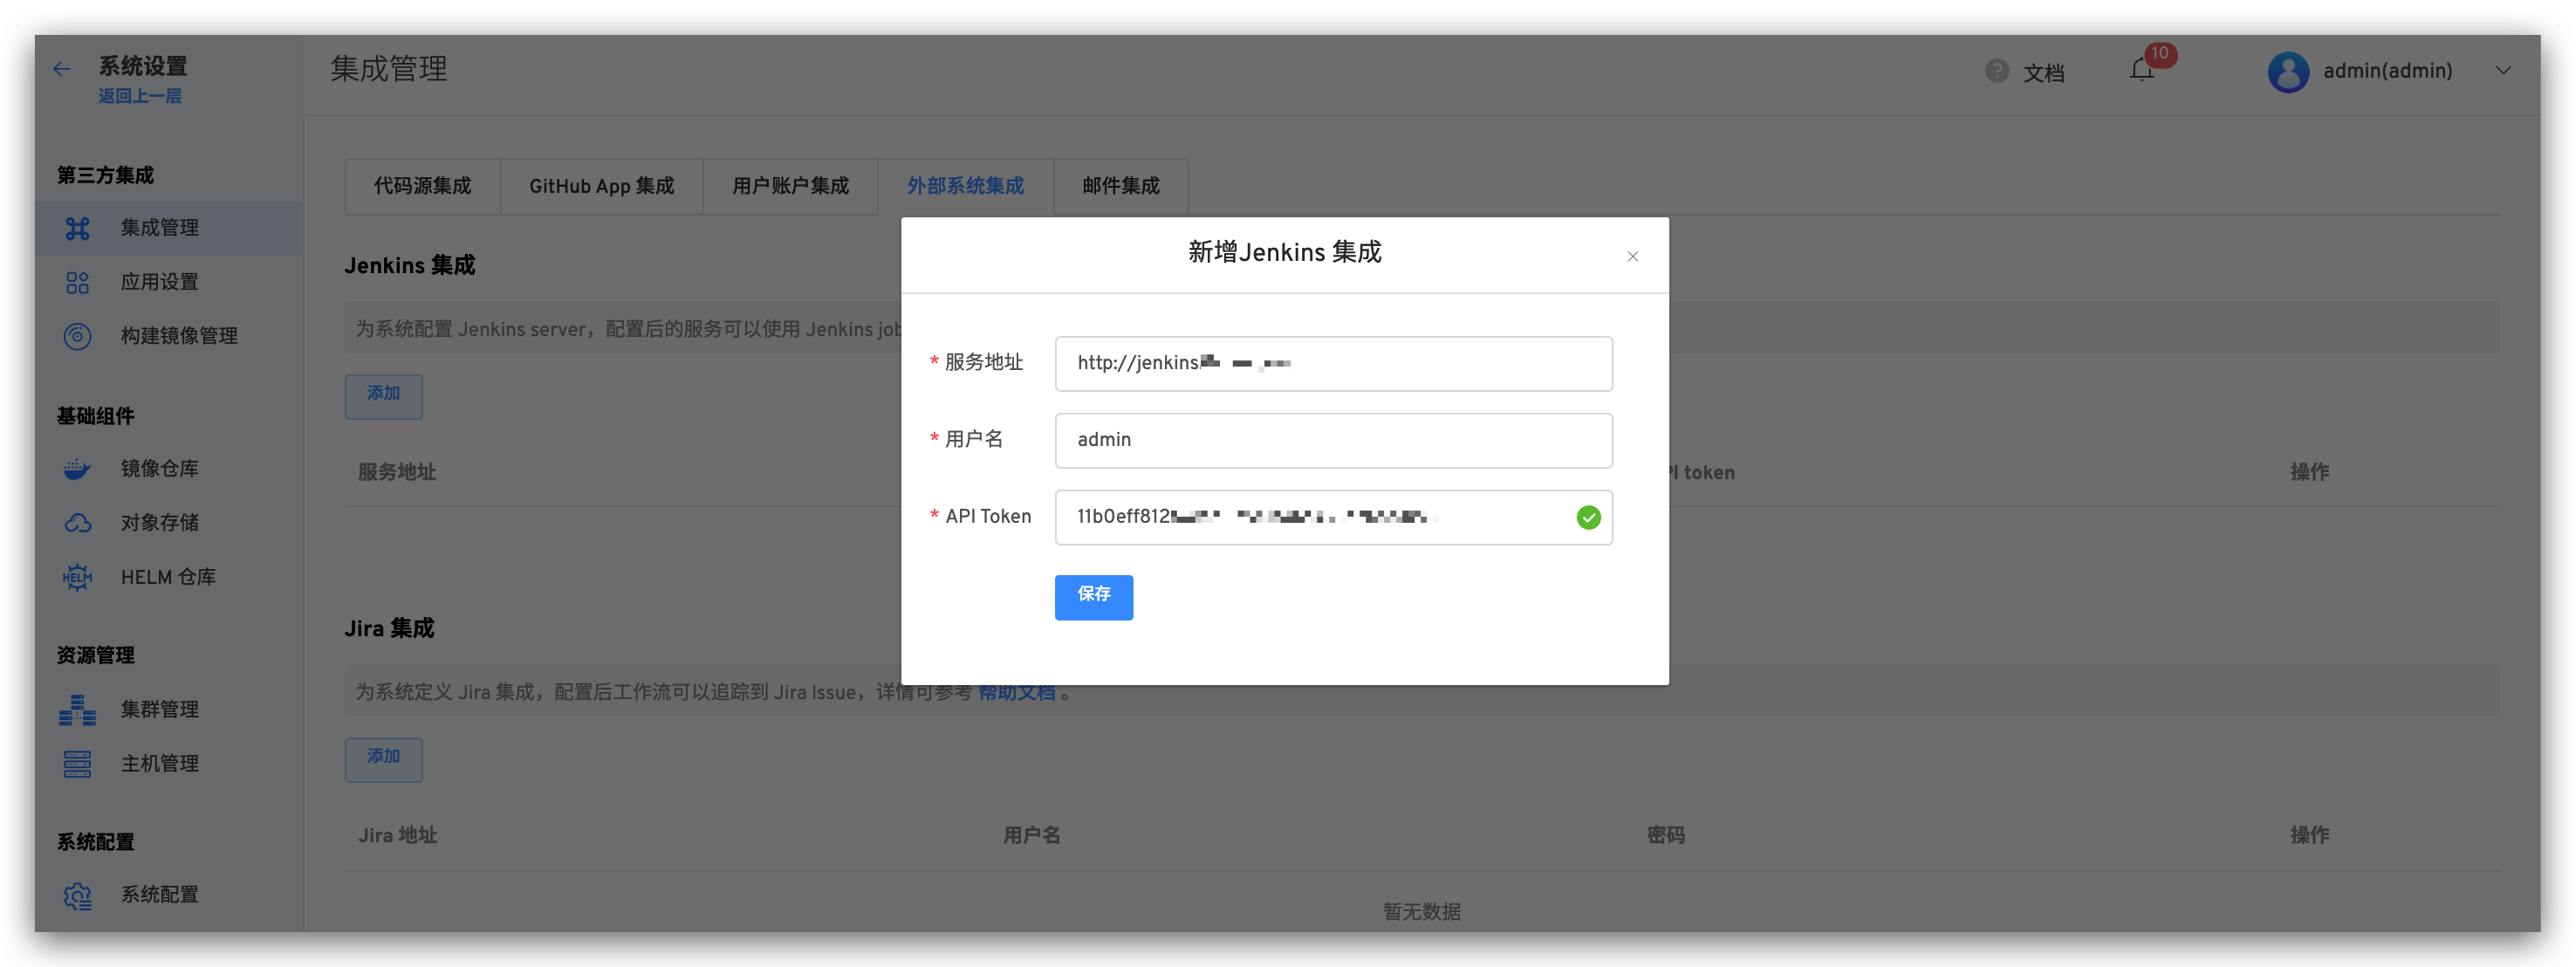 系统设置
返回上一层
集成管理
文档
10
admin(admin)
第三方集成
集成管理
应用设置
构建镜像管理
基础组件
镜像仓库
对象存储
HELM
HELM 仓库
资源管理
集群管理
主机管理
系统配置
系统配置
代码源集成
GitHub App 集成
用户账户集成
外部系统集成
邮件集成
Jenkins 集成
为系统配置 Jenkins server，配置后的服务可以使用 Jenkins job
添加
服务地址
token
操作
新增Jenkins 集成
* 服务地址
http://jenkins
* 用户名
admin
* API Token
11b0eff812
保存
Jira 集成
为系统定义 Jira 集成，配置后工作流可以追踪到 Jira Issue，详情可参考 帮助文档 。
添加
Jira 地址
用户名
密码
操作
暂无数据